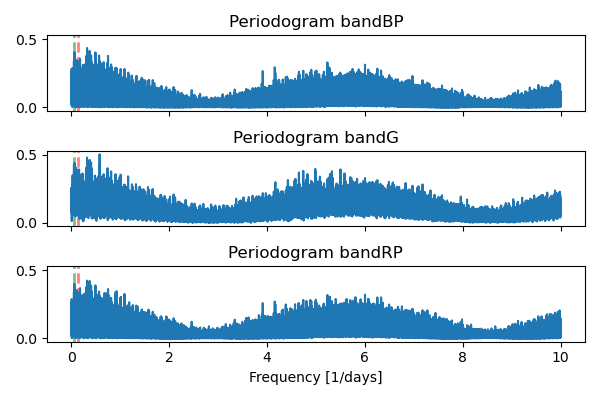 Periodogram bandBP
0.5
0.0
Periodogram bandG
0.5
0.0
Periodogram bandRP
0.5
0.0
0 2 4 6 8 10
Frequency [1/days]